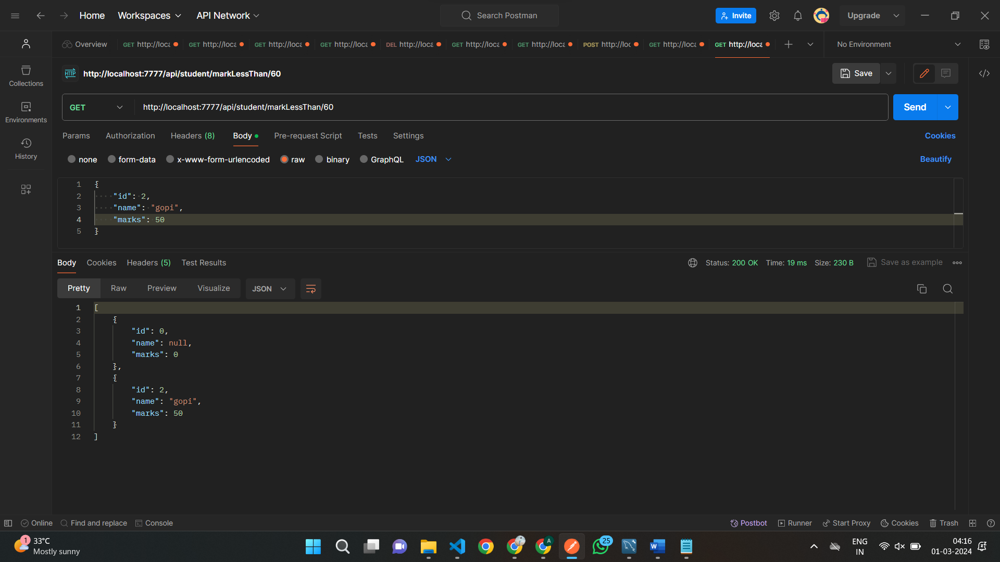 Home Workspaces API Network Search Postman Invite Upgrade
Overview GET http://loca GET http://loca GET http://loca GET http://loca DEL http://loca GET http://loca GET http://loca POST http://loc GET http://loca GET http://loca No Environment
HTTP http://localhost:7777/api/student/markLessThan/60 Save
Collections
GET http://localhost:7777/api/student/markLessThan/60 Send
Environments
Params Authorization Headers (8) Body Pre-request Script Tests Settings Cookies
History
none form-data x-www-form-urlencoded raw binary GraphQL JSON Beautify
1 {
2 "id": 2,
3 "name": "gopi",
4 "marks": 50
5 }
Body Cookies Headers (5) Test Results Status: 200 OK Time: 19 ms Size: 230 B Save as example
Pretty Raw Preview Visualize JSON
1 [
2 {
3 "id": 0,
4 "name": null,
5 "marks": 0
6 },
7 {
8 "id": 2,
9 "name": "gopi",
10 "marks": 50
11 }
12 ]
Online Find and replace Console Postbot Runner Start Proxy Cookies Trash
1 33°C
Mostly sunny
A
25
W
ENG
IN
04:16
01-03-2024